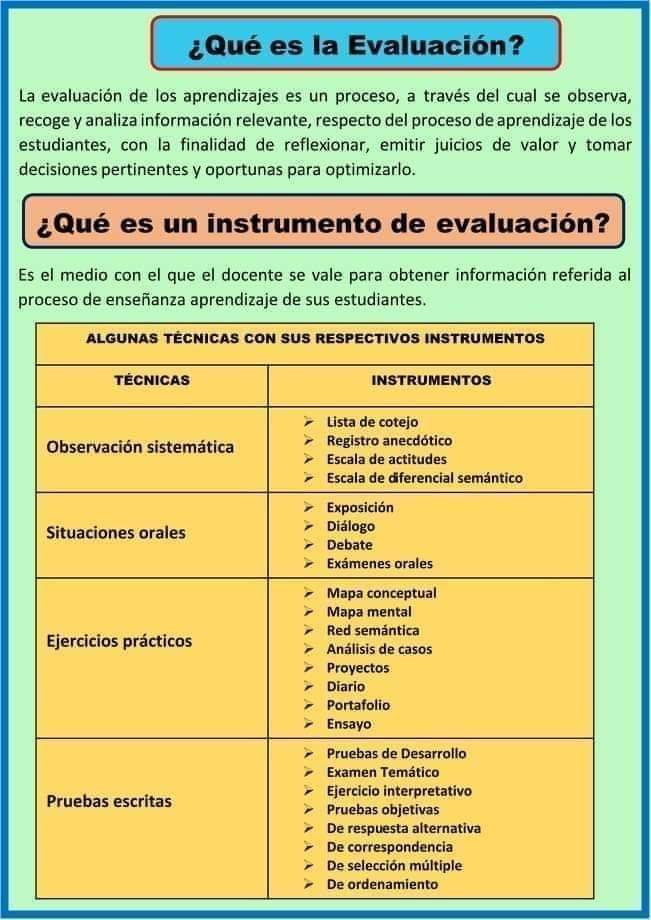 ¿Qué es la Evaluación?
La evaluación de los aprendizajes es un proceso, a través del cual se observa,
recoge y analiza información relevante, respecto del proceso de aprendizaje de los
estudiantes, con la finalidad de reflexionar, emitir juicios de valor y tomar
decisiones pertinentes y oportunas para optimizarlo.
¿Qué es un instrumento de evaluación?
Es el medio con el que el docente se vale para obtener información referida al
proceso de enseñanza aprendizaje de sus estudiantes.
ALGUNAS TÉCNICAS CON SUS RESPECTIVOS INSTRUMENTOS
TÉCNICAS
INSTRUMENTOS
Observación sistemática
➢ Lista de cotejo
➢ Registro anecdótico
➢ Escala de actitudes
➢ Escala de diferencial semántico
Situaciones orales
➢ Exposición
➢ Diálogo
➢ Debate
➢ Exámenes orales
Ejercicios prácticos
➢ Mapa conceptual
➢ Mapa mental
➢ Red semántica
➢ Análisis de casos
➢ Proyectos
➢ Diario
➢ Portafolio
➢ Ensayo
Pruebas escritas
➢ Pruebas de Desarrollo
➢ Examen Temático
➢ Ejercicio interpretativo
➢ Pruebas objetivas
➢ De respuesta alternativa
➢ De correspondencia
➢ De selección múltiple
➢ De ordenamiento